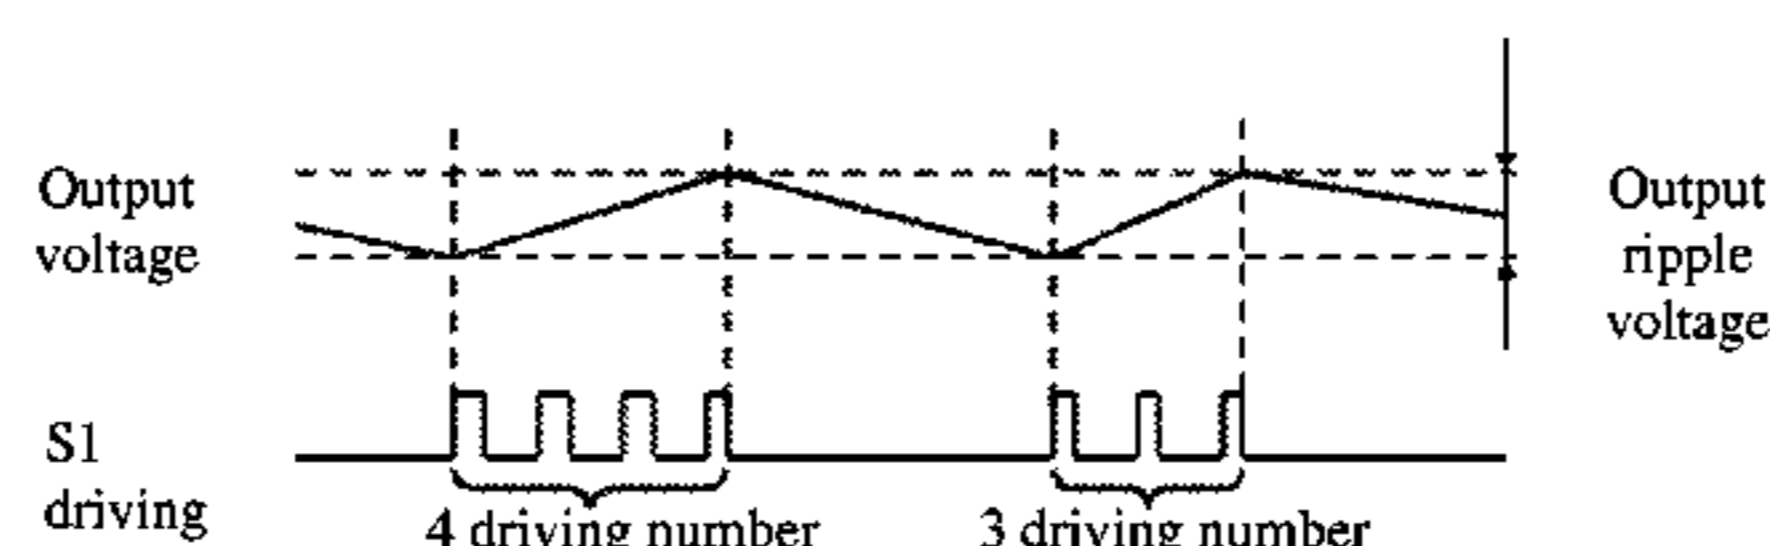 Output
voltage
Output
ripple
voltage
S1
driving
4 driving number
3 driving number